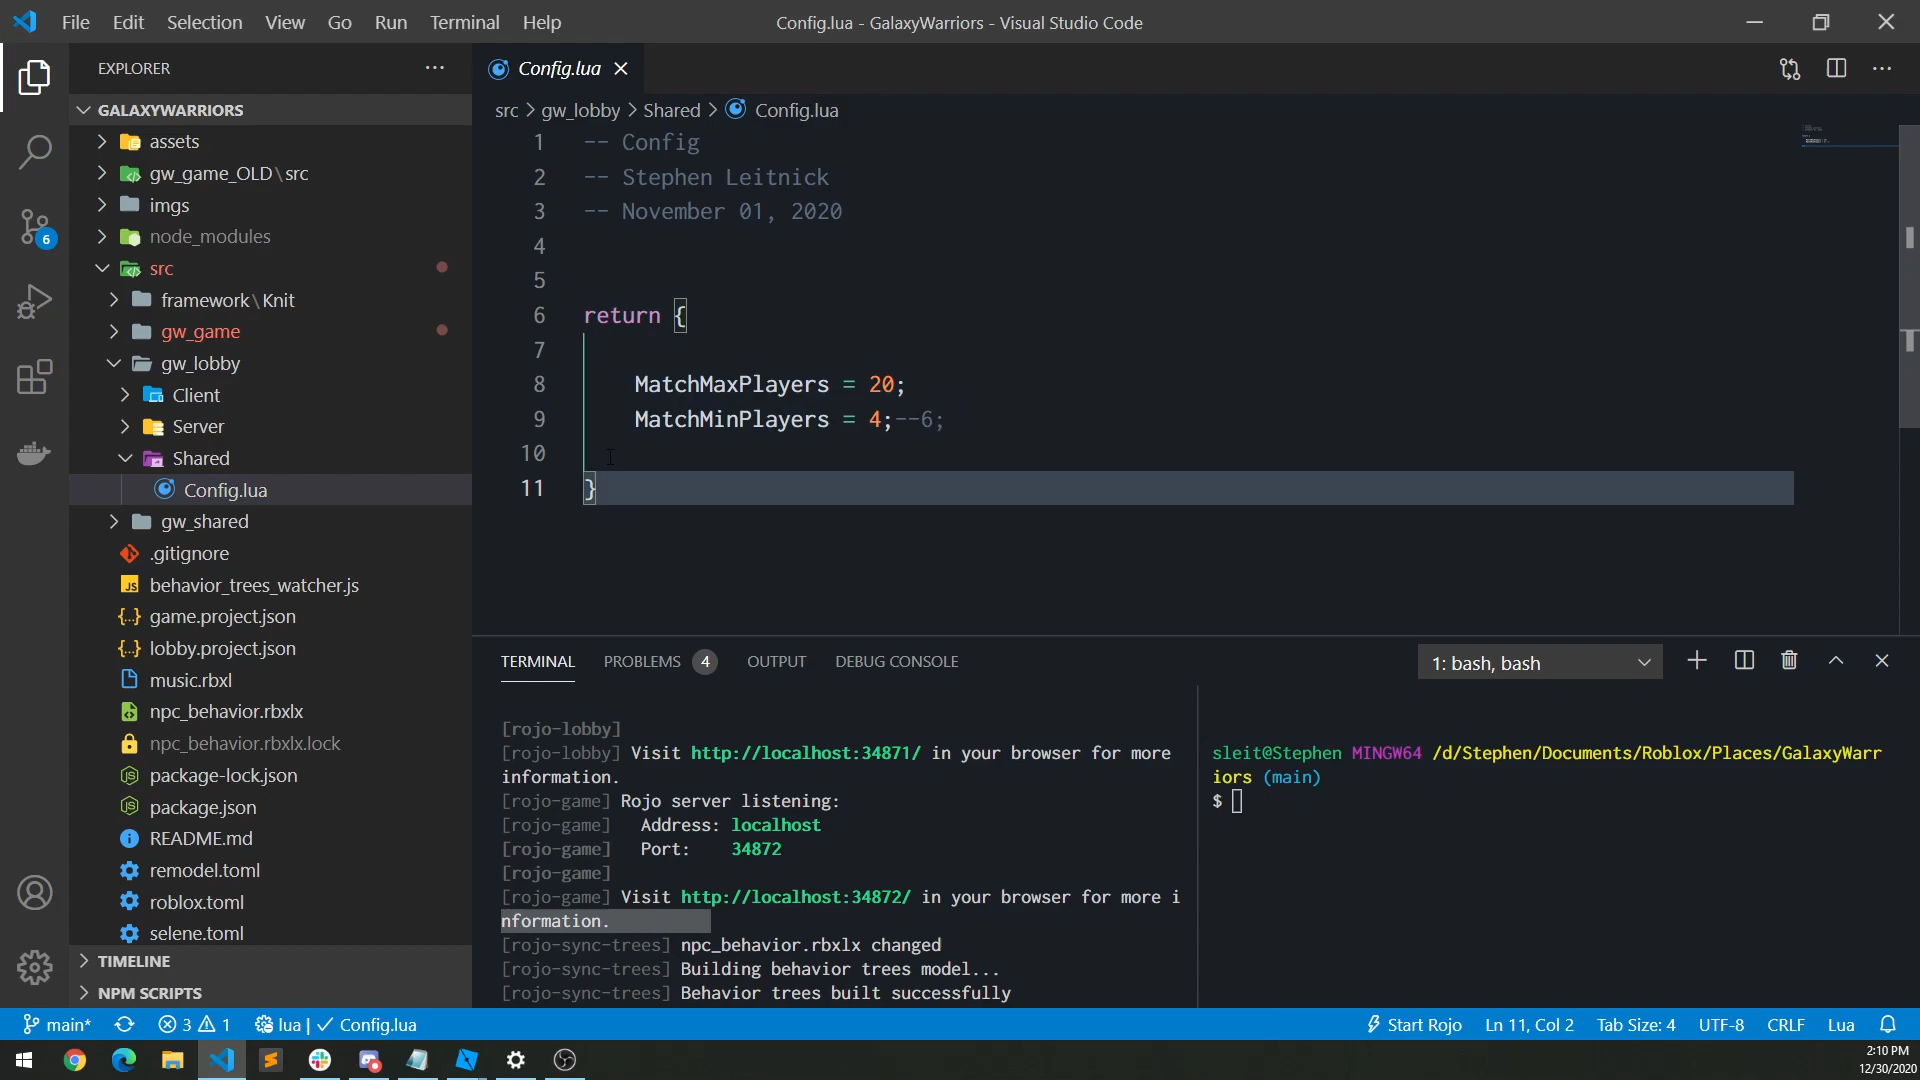 File Edit Selection View Go Run Terminal Help
Config.lua - GalaxyWarriors - Visual Studio Code
EXPLORER
GALAXYWARRIORS
assets
gw_game_OLD\src
imgs
node_modules
src
framework\Knit
gw_game
gw_lobby
Client
Server
Shared
Config.lua
gw_shared
.gitignore
behavior_trees_watcher.js
game.project.json
lobby.project.json
music.rbxl
npc_behavior.rbxlx
npc_behavior.rbxlx.lock
package-lock.json
package.json
README.md
remodel.toml
roblox.toml
selene.toml
TIMELINE
NPM SCRIPTS
6
Config.lua
src > gw_lobby > Shared > Config.lua
1 -- Config
2 -- Stephen Leitnick
3 -- November 01, 2020
4
5
6 return {
7
8 MatchMaxPlayers = 20;
9 MatchMinPlayers = 4;--6;
10
11 }
TERMINAL PROBLEMS 4 OUTPUT DEBUG CONSOLE
1: bash, bash
[rojo-lobby]
[rojo-lobby] Visit http://localhost:34871/ in your browser for more
information.
[rojo-game] Rojo server listening:
[rojo-game] Address: localhost
[rojo-game] Port: 34872
[rojo-game]
[rojo-game] Visit http://localhost:34872/ in your browser for more i
nformation.
[rojo-sync-trees] npc_behavior.rbxlx changed
[rojo-sync-trees] Building behavior trees model...
[rojo-sync-trees] Behavior trees built successfully
sleit@Stephen MINGW64 /d/Stephen/Documents/Roblox/Places/GalaxyWarr
iors (main)
$
main* 3 1 lua | ✓ Config.lua
Start Rojo Ln 11, Col 2 Tab Size: 4 UTF-8 CRLF Lua
2:10 PM
12/30/2020